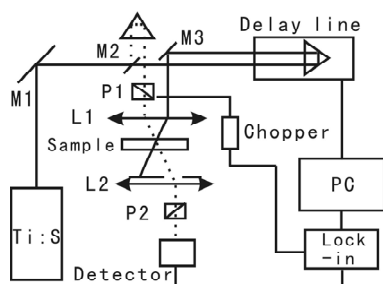 Delay line
M3
M2
M1
P1
L1
Chopper
Sample
L2
PC
P2
Ti:S
Lock
-in
Detector